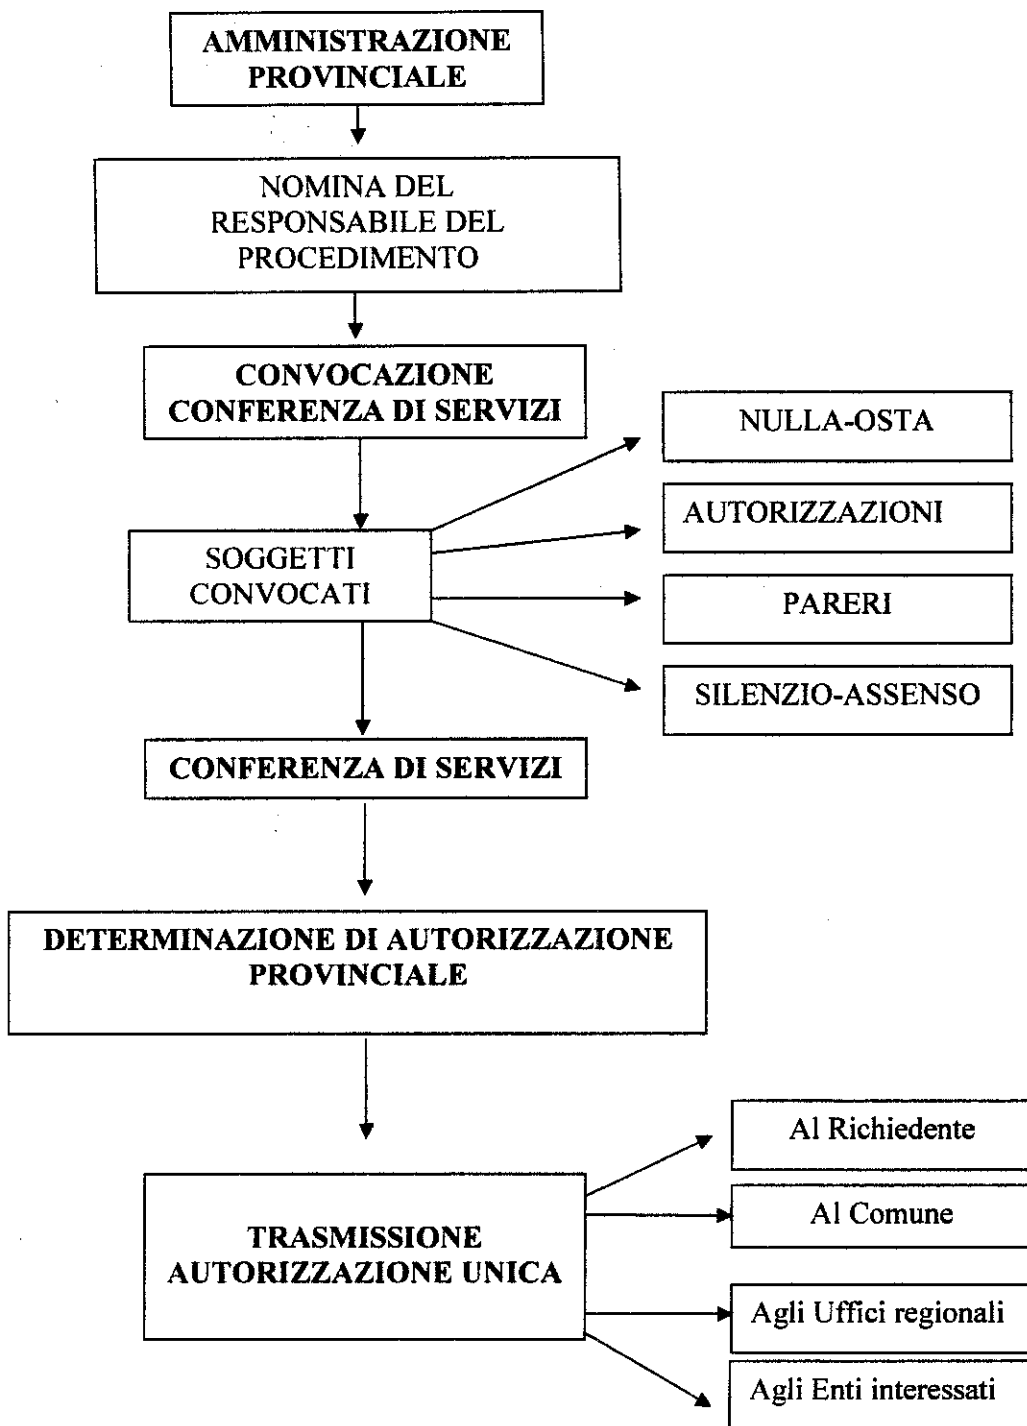 AMMINISTRAZIONE
PROVINCIALE
NOMINA DEL
RESPONSABILE DEL
PROCEDIMENTO
CONVOCAZIONE
CONFERENZA DI SERVIZI
NULLA-OSTA
AUTORIZZAZIONI
SOGGETTI
CONVOCATI
PARERI
SILENZIO-ASSENSO
CONFERENZA DI SERVIZI
DETERMINAZIONE DI AUTORIZZAZIONE
PROVINCIALE
TRASMISSIONE
AUTORIZZAZIONE UNICA
Al Richiedente
Al Comune
Agli Uffici regionali
Agli Enti interessati